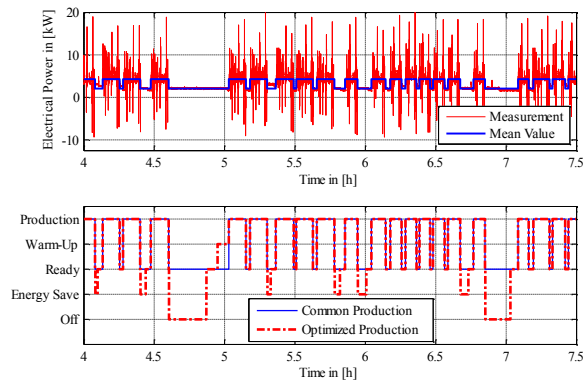 Electrical Power in [kW]
20
10
0
-10
Measurement
Mean Value
4 4.5 5 5.5 6 6.5 7 7.5
Time in [h]
Production
Warm-Up
Ready
Energy Save
Off
Common Production
Optimized Production
4 4.5 5 5.5 6 6.5 7 7.5
Time in [h]